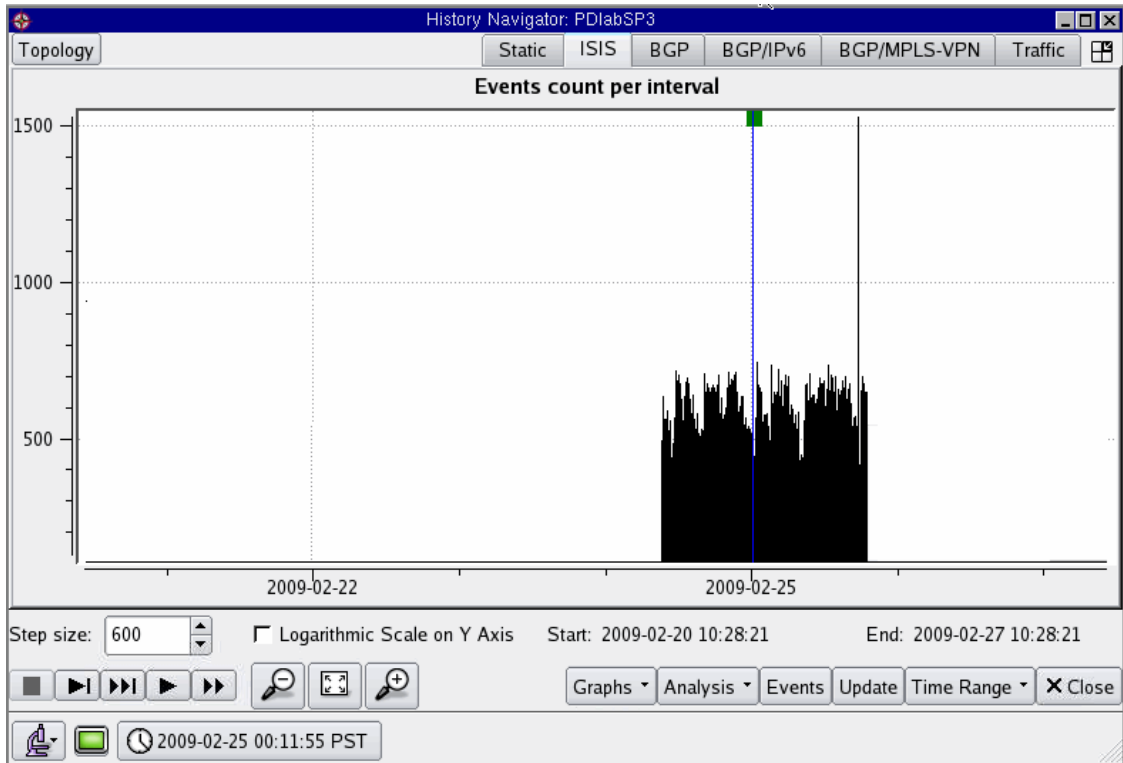 History Navigator: PDlabSP3
Topology Static ISIS BGP BGP/IPv6 BGP/MPLS-VPN Traffic
Events count per interval
1500
1000
500
2009-02-22 2009-02-25
Step size: 600 Logarithmic Scale on Y Axis Start: 2009-02-20 10:28:21 End: 2009-02-27 10:28:21
Graphs Analysis Events Update Time Range Close
2009-02-25 00:11:55 PST